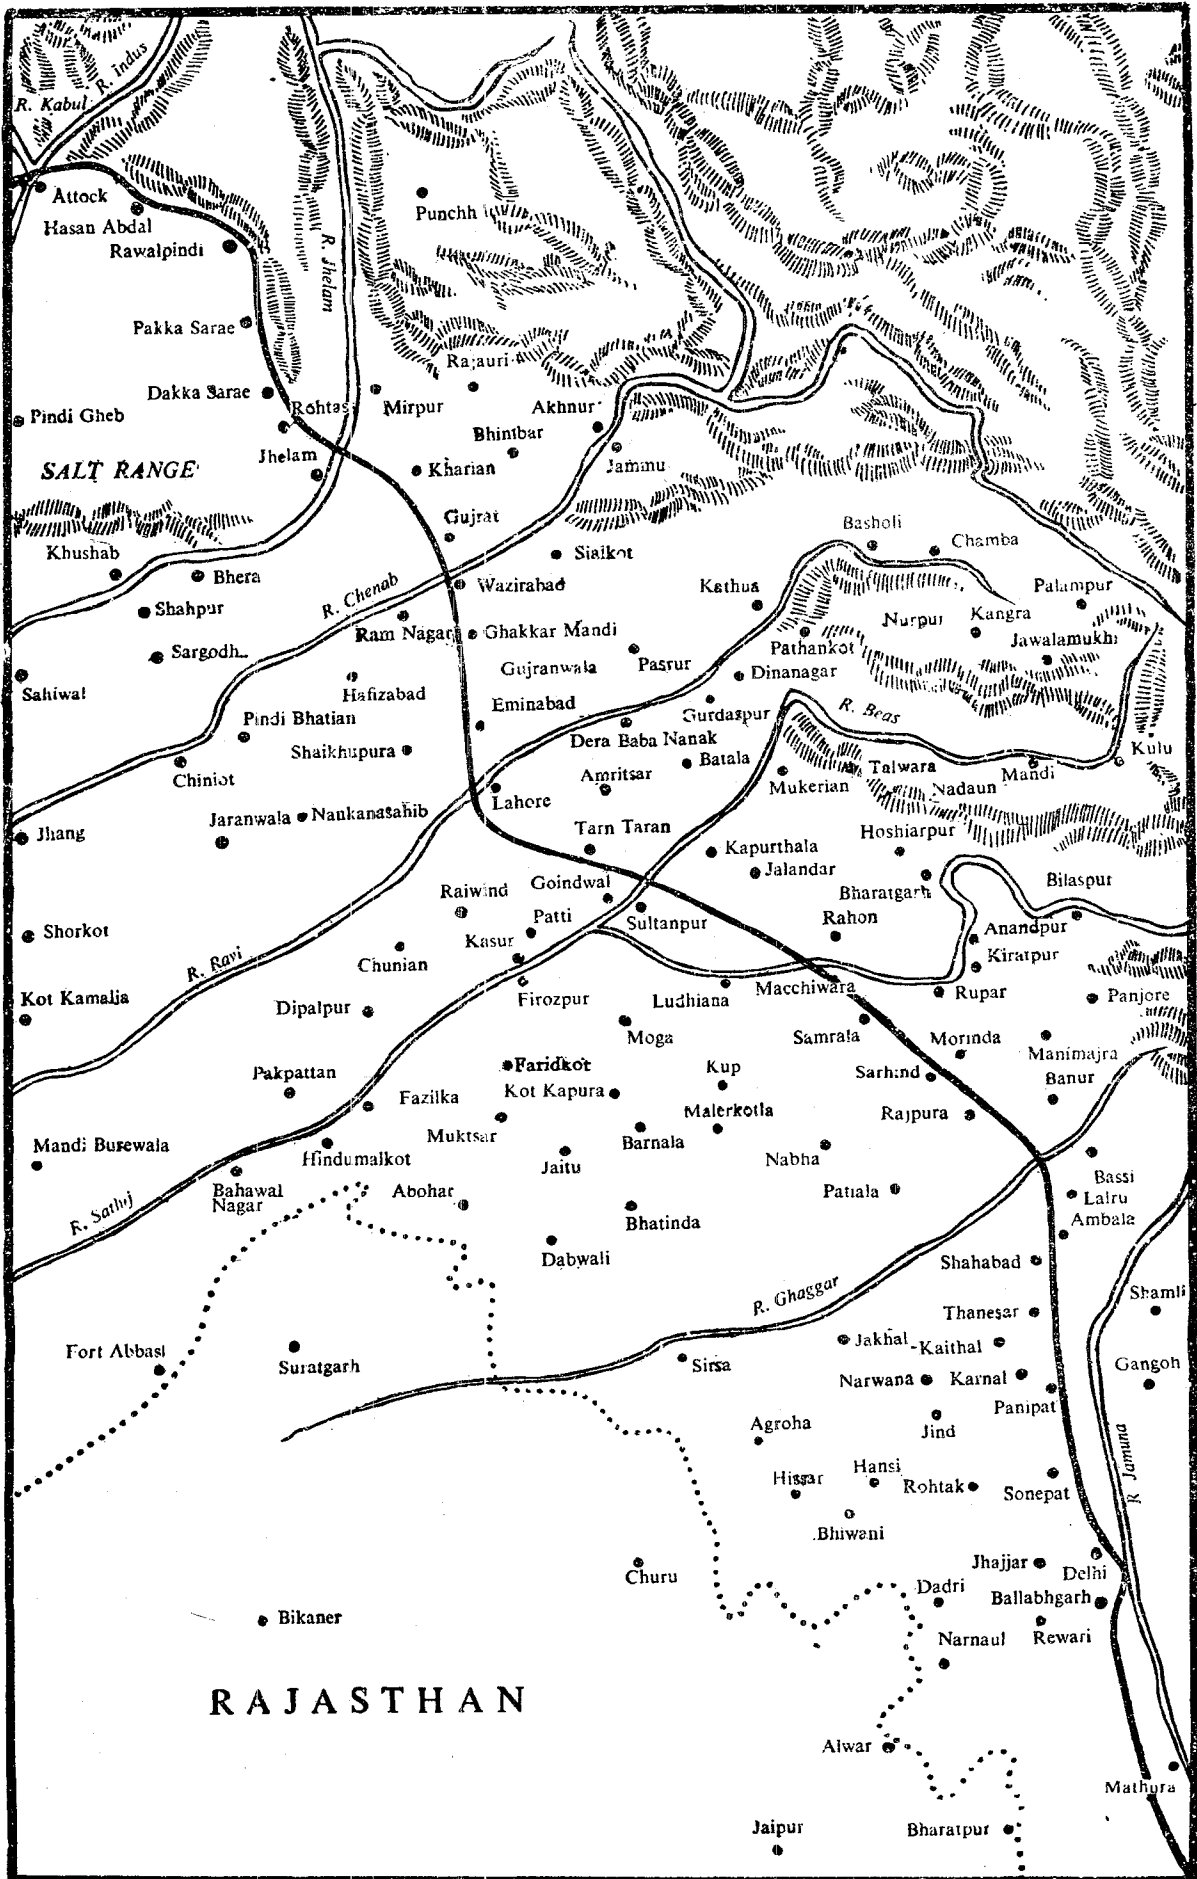 R. Kabul
R. Indus
Attock
Hasan Abdal
Rawalpindi
Punchh
R. Jhelam
Pakka Sarae
Rajauri
Dakka Sarae
Rohtas
Mirpur
Akhnur
Pindi Gheb
Bhimbar
Jhelam
Kharian
Jammu
SALT RANGE
Gujrat
Basholi
Chamba
Khushab
Bhera
Sialkot
R. Chenab
Wazirabad
Kathua
Palampur
Shahpur
Ram Nagar
Ghakkar Mandi
Nurpur
Kangra
Pathankot
Jawalamukhi
Sargodh
Gujranwala
Pasrur
Dinanagar
Sahiwal
Hafizabad
Eminabad
Gurdaspur
R. Beas
Pindi Bhatian
Dera Baba Nanak
Shaikhupura
Batala
Kulu
Chiniot
Amritsar
Mukerian
Talwara
Mandi
Nadaun
Lahore
Jaranwala
Nankanasahib
Jhang
Tarn Taran
Hoshiarpur
Kapurthala
Jalandar
Goindwal
Bharatgarh
Bilaspur
Raiwind
Patti
Sultanpur
Rahon
Anandpur
Shorkot
Kasur
Kiratpur
R. Ravi
Chunian
Macchiwara
Kot Kamalia
Dipalpur
Firozpur
Ludhiana
Rupar
Panjore
Moga
Samrala
Morinda
Manimajra
Faridkot
Kup
Sarhind
Banur
Pakpattan
Fazilka
Kot Kapura
Malerkotla
Rajpura
Muktsar
Barnala
Mandi Burewala
Hindumalkot
Jaitu
Nabha
Bassi
Bahawal
Nagar
Abohar
Patiala
Lalru
R. Satluj
Bhatinda
Ambala
Dabwali
Shahabad
R. Ghaggar
Shamli
Thanesar
Fort Abbasi
Suratgarh
Sirsa
Jakhal
Kaithal
Gangoh
Narwana
Karnal
Panipat
Agroha
Jind
R Jamuna
Hissar
Hansi
Rohtak
Sonepat
Bhiwani
Churu
Jhajjar
Delhi
Dadri
Ballabhgarh
Bikaner
Narnaul
Rewari
RAJASTHAN
Alwar
Mathura
Jaipur
Bharatpur